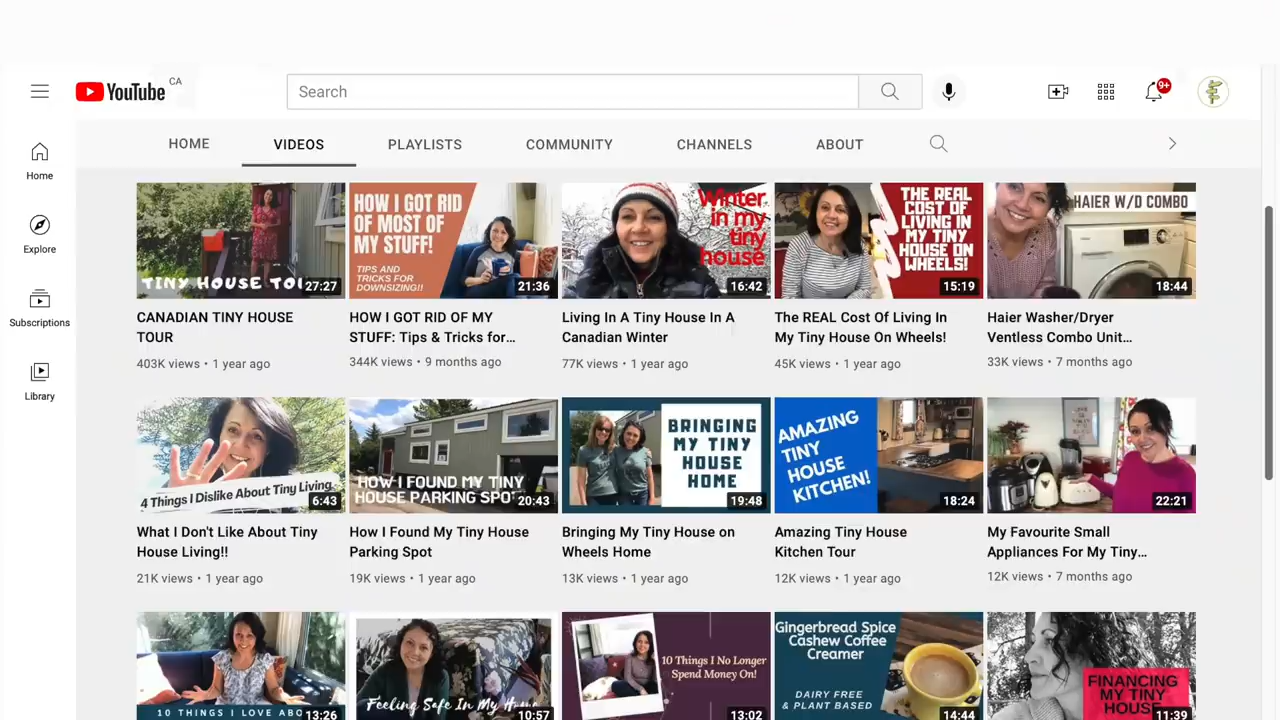 YouTube CA
Search
9+
HOME VIDEOS PLAYLISTS COMMUNITY CHANNELS ABOUT
Home
Explore
Subscriptions
Library
TINY HOUSE TOU
27:27
CANADIAN TINY HOUSE
TOUR
403K views • 1 year ago
HOW I GOT RID
OF MOST OF
MY STUFF!
TIPS AND
TRICKS FOR
DOWNSIZING!!
21:36
HOW I GOT RID OF MY
STUFF: Tips & Tricks for...
344K views • 9 months ago
Winter
in my
tiny
house
16:42
Living In A Tiny House In A
Canadian Winter
77K views • 1 year ago
THE REAL
COST OF
LIVING IN
MY TINY
HOUSE ON
WHEELS!
15:19
The REAL Cost Of Living In
My Tiny House On Wheels!
45K views • 1 year ago
HAIER W/D COMBO
18:44
Haier Washer/Dryer
Ventless Combo Unit...
33K views • 7 months ago
4 Things I Dislike About Tiny Living
6:43
What I Don't Like About Tiny
House Living!!
21K views • 1 year ago
HOW I FOUND MY TINY
HOUSE PARKING SPOT
20:43
How I Found My Tiny House
Parking Spot
19K views • 1 year ago
BRINGING
MY TINY
HOUSE
HOME
19:48
Bringing My Tiny House on
Wheels Home
13K views • 1 year ago
AMAZING
TINY
HOUSE
KITCHEN!
18:24
Amazing Tiny House
Kitchen Tour
12K views • 1 year ago
22:21
My Favourite Small
Appliances For My Tiny...
12K views • 7 months ago
10 THINGS I LOVE ABO
13:26
Feeling Safe In My Home
10:57
10 Things I No Longer
Spend Money On!
13:02
Gingerbread Spice
Cashew Coffee
Creamer
DAIRY FREE
& PLANT BASED
14:44
FINANCING
MY TINY
HOUSE
11:39